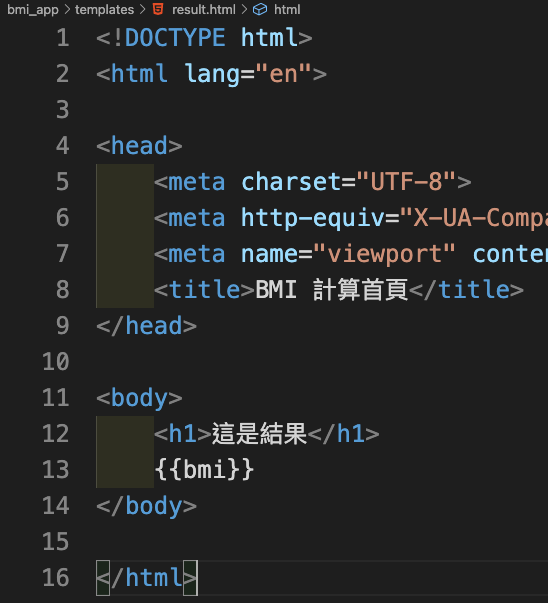 bmi_app > templates > result.html > html
1 <!DOCTYPE html>
2 <html lang="en">
3
4 <head>
5 <meta charset="UTF-8">
6 <meta http-equiv="X-UA-Compa
7 <meta name="viewport" conte
8 <title>BMI 計算首頁</title>
9 </head>
10
11 <body>
12 <h1>這是結果</h1>
13 {{bmi}}
14 </body>
15
16 </html>